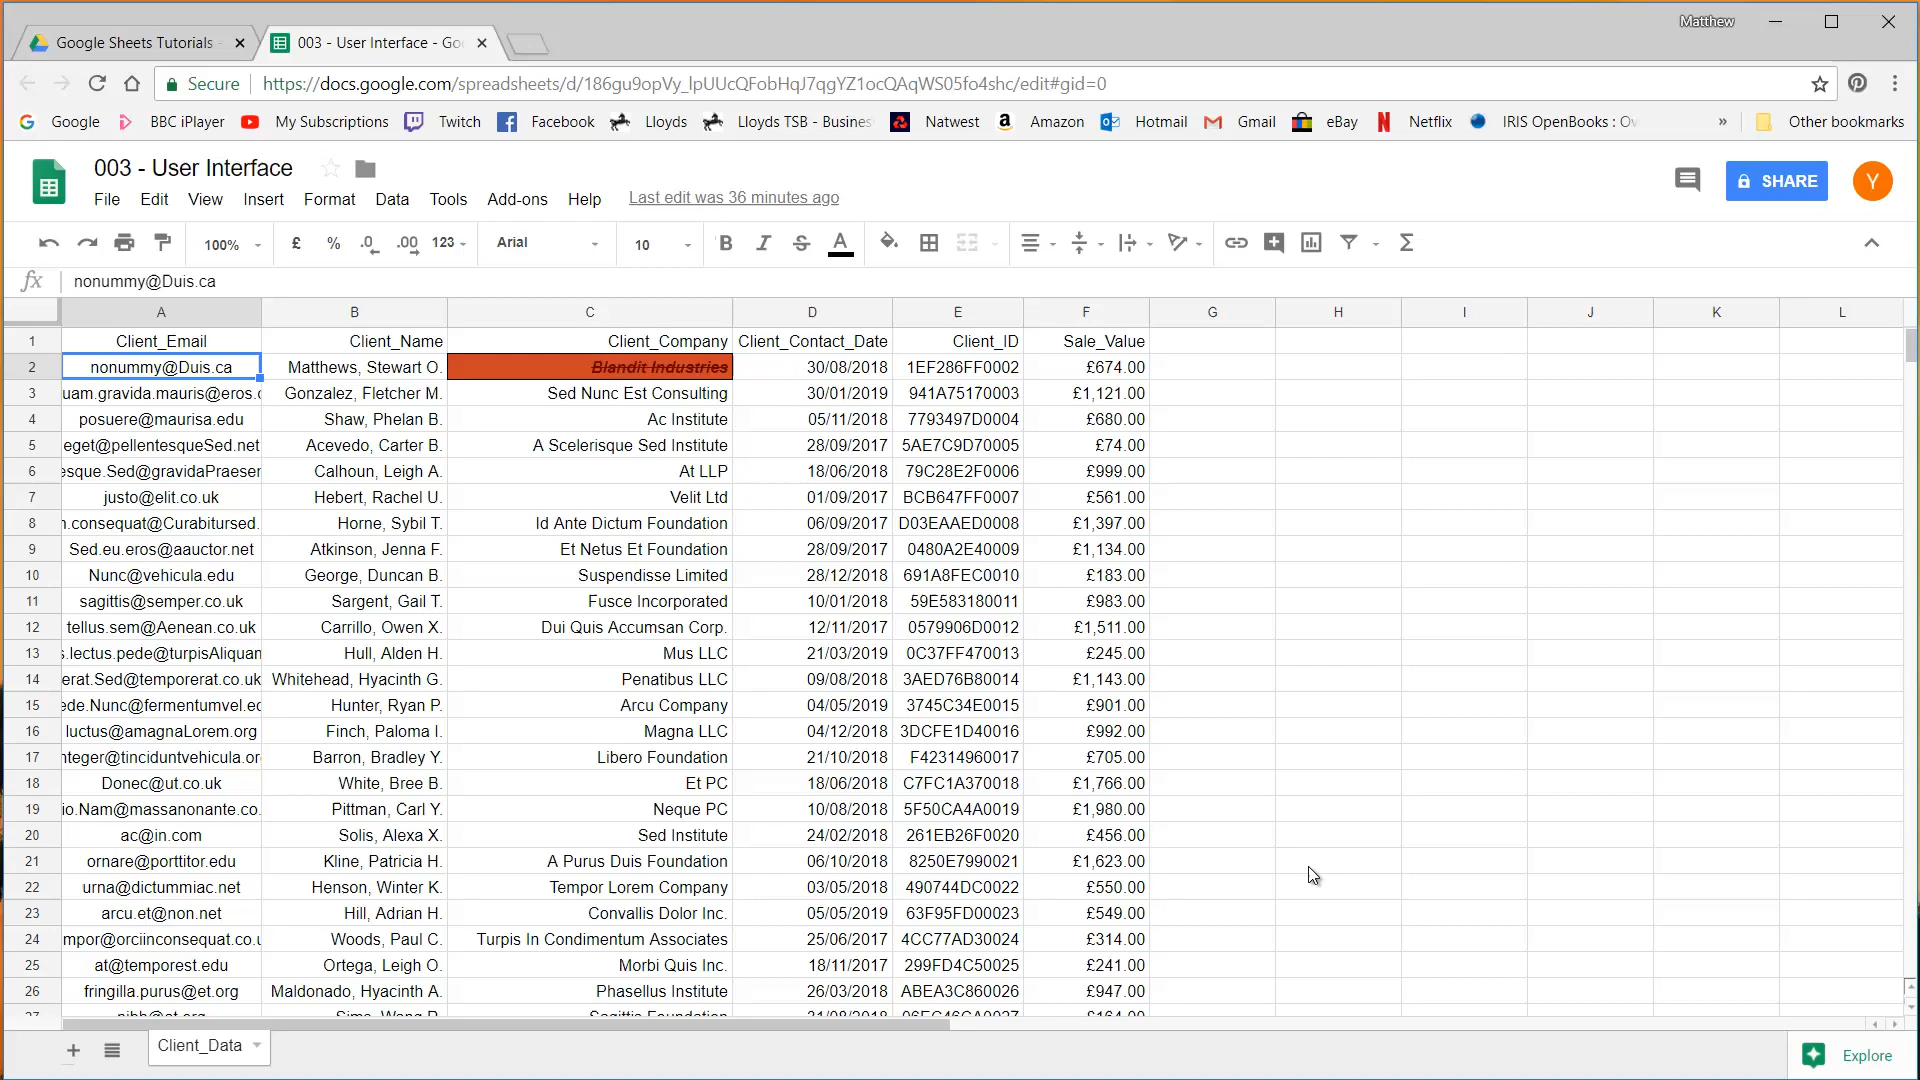 Matthew
Google Sheets Tutorials
003 - User Interface - Goo
Secure https://docs.google.com/spreadsheets/d/186gu9opVy_lpUUcQFobHqJ7qgYZ1ocQAqWS05fo4shc/edit#gid=0
Google BBC iPlayer My Subscriptions Twitch Facebook Lloyds Lloyds TSB - Busines Natwest Amazon Hotmail Gmail eBay Netflix IRIS OpenBooks : Ov » Other bookmarks
003 - User Interface
SHARE
Y
File Edit View Insert Format Data Tools Add-ons Help Last edit was 36 minutes ago
100% £ % .0 .00 123 Arial 10 B I S A Σ
fx nonummy@Duis.ca
A B C D E F G H I J K L
1 Client_Email Client_Name Client_Company Client_Contact_Date Client_ID Sale_Value
2 nonummy@Duis.ca Matthews, Stewart O. Blandit Industries 30/08/2018 1EF286FF0002 £674.00
3 uam.gravida.mauris@eros.c Gonzalez, Fletcher M. Sed Nunc Est Consulting 30/01/2019 941A75170003 £1,121.00
4 posuere@maurisa.edu Shaw, Phelan B. Ac Institute 05/11/2018 7793497D0004 £680.00
5 eget@pellentesqueSed.net Acevedo, Carter B. A Scelerisque Sed Institute 28/09/2017 5AE7C9D70005 £74.00
6 esque.Sed@gravidaPraeser Calhoun, Leigh A. At LLP 18/06/2018 79C28E2F0006 £999.00
7 justo@elit.co.uk Hebert, Rachel U. Velit Ltd 01/09/2017 BCB647FF0007 £561.00
8 n.consequat@Curabitursed. Horne, Sybil T. Id Ante Dictum Foundation 06/09/2017 D03EAAED0008 £1,397.00
9 Sed.eu.eros@aauctor.net Atkinson, Jenna F. Et Netus Et Foundation 28/09/2017 0480A2E40009 £1,134.00
10 Nunc@vehicula.edu George, Duncan B. Suspendisse Limited 28/12/2018 691A8FEC0010 £183.00
11 sagittis@semper.co.uk Sargent, Gail T. Fusce Incorporated 10/01/2018 59E583180011 £983.00
12 tellus.sem@Aenean.co.uk Carrillo, Owen X. Dui Quis Accumsan Corp. 12/11/2017 0579906D0012 £1,511.00
13 s.lectus.pede@turpisAliquan Hull, Alden H. Mus LLC 21/03/2019 0C37FF470013 £245.00
14 erat.Sed@temporerat.co.uk Whitehead, Hyacinth G. Penatibus LLC 09/08/2018 3AED76B80014 £1,143.00
15 ede.Nunc@fermentumvel.ec Hunter, Ryan P. Arcu Company 04/05/2019 3745C34E0015 £901.00
16 luctus@amagnaLorem.org Finch, Paloma I. Magna LLC 04/12/2018 3DCFE1D40016 £992.00
17 nteger@tinciduntvehicula.or Barron, Bradley Y. Libero Foundation 21/10/2018 F42314960017 £705.00
18 Donec@ut.co.uk White, Bree B. Et PC 18/06/2018 C7FC1A370018 £1,766.00
19 io.Nam@massanonante.co. Pittman, Carl Y. Neque PC 10/08/2018 5F50CA4A0019 £1,980.00
20 ac@in.com Solis, Alexa X. Sed Institute 24/02/2018 261EB26F0020 £456.00
21 ornare@porttitor.edu Kline, Patricia H. A Purus Duis Foundation 06/10/2018 8250E7990021 £1,623.00
22 urna@dictummiac.net Henson, Winter K. Tempor Lorem Company 03/05/2018 490744DC0022 £550.00
23 arcu.et@non.net Hill, Adrian H. Convallis Dolor Inc. 05/05/2019 63F95FD00023 £549.00
24 mpor@orciinconsequat.co.u Woods, Paul C. Turpis In Condimentum Associates 25/06/2017 4CC77AD30024 £314.00
25 at@temporest.edu Ortega, Leigh O. Morbi Quis Inc. 18/11/2017 299FD4C50025 £241.00
26 fringilla.purus@et.org Maldonado, Hyacinth A. Phasellus Institute 26/03/2018 ABEA3C860026 £947.00
Client_Data
Explore